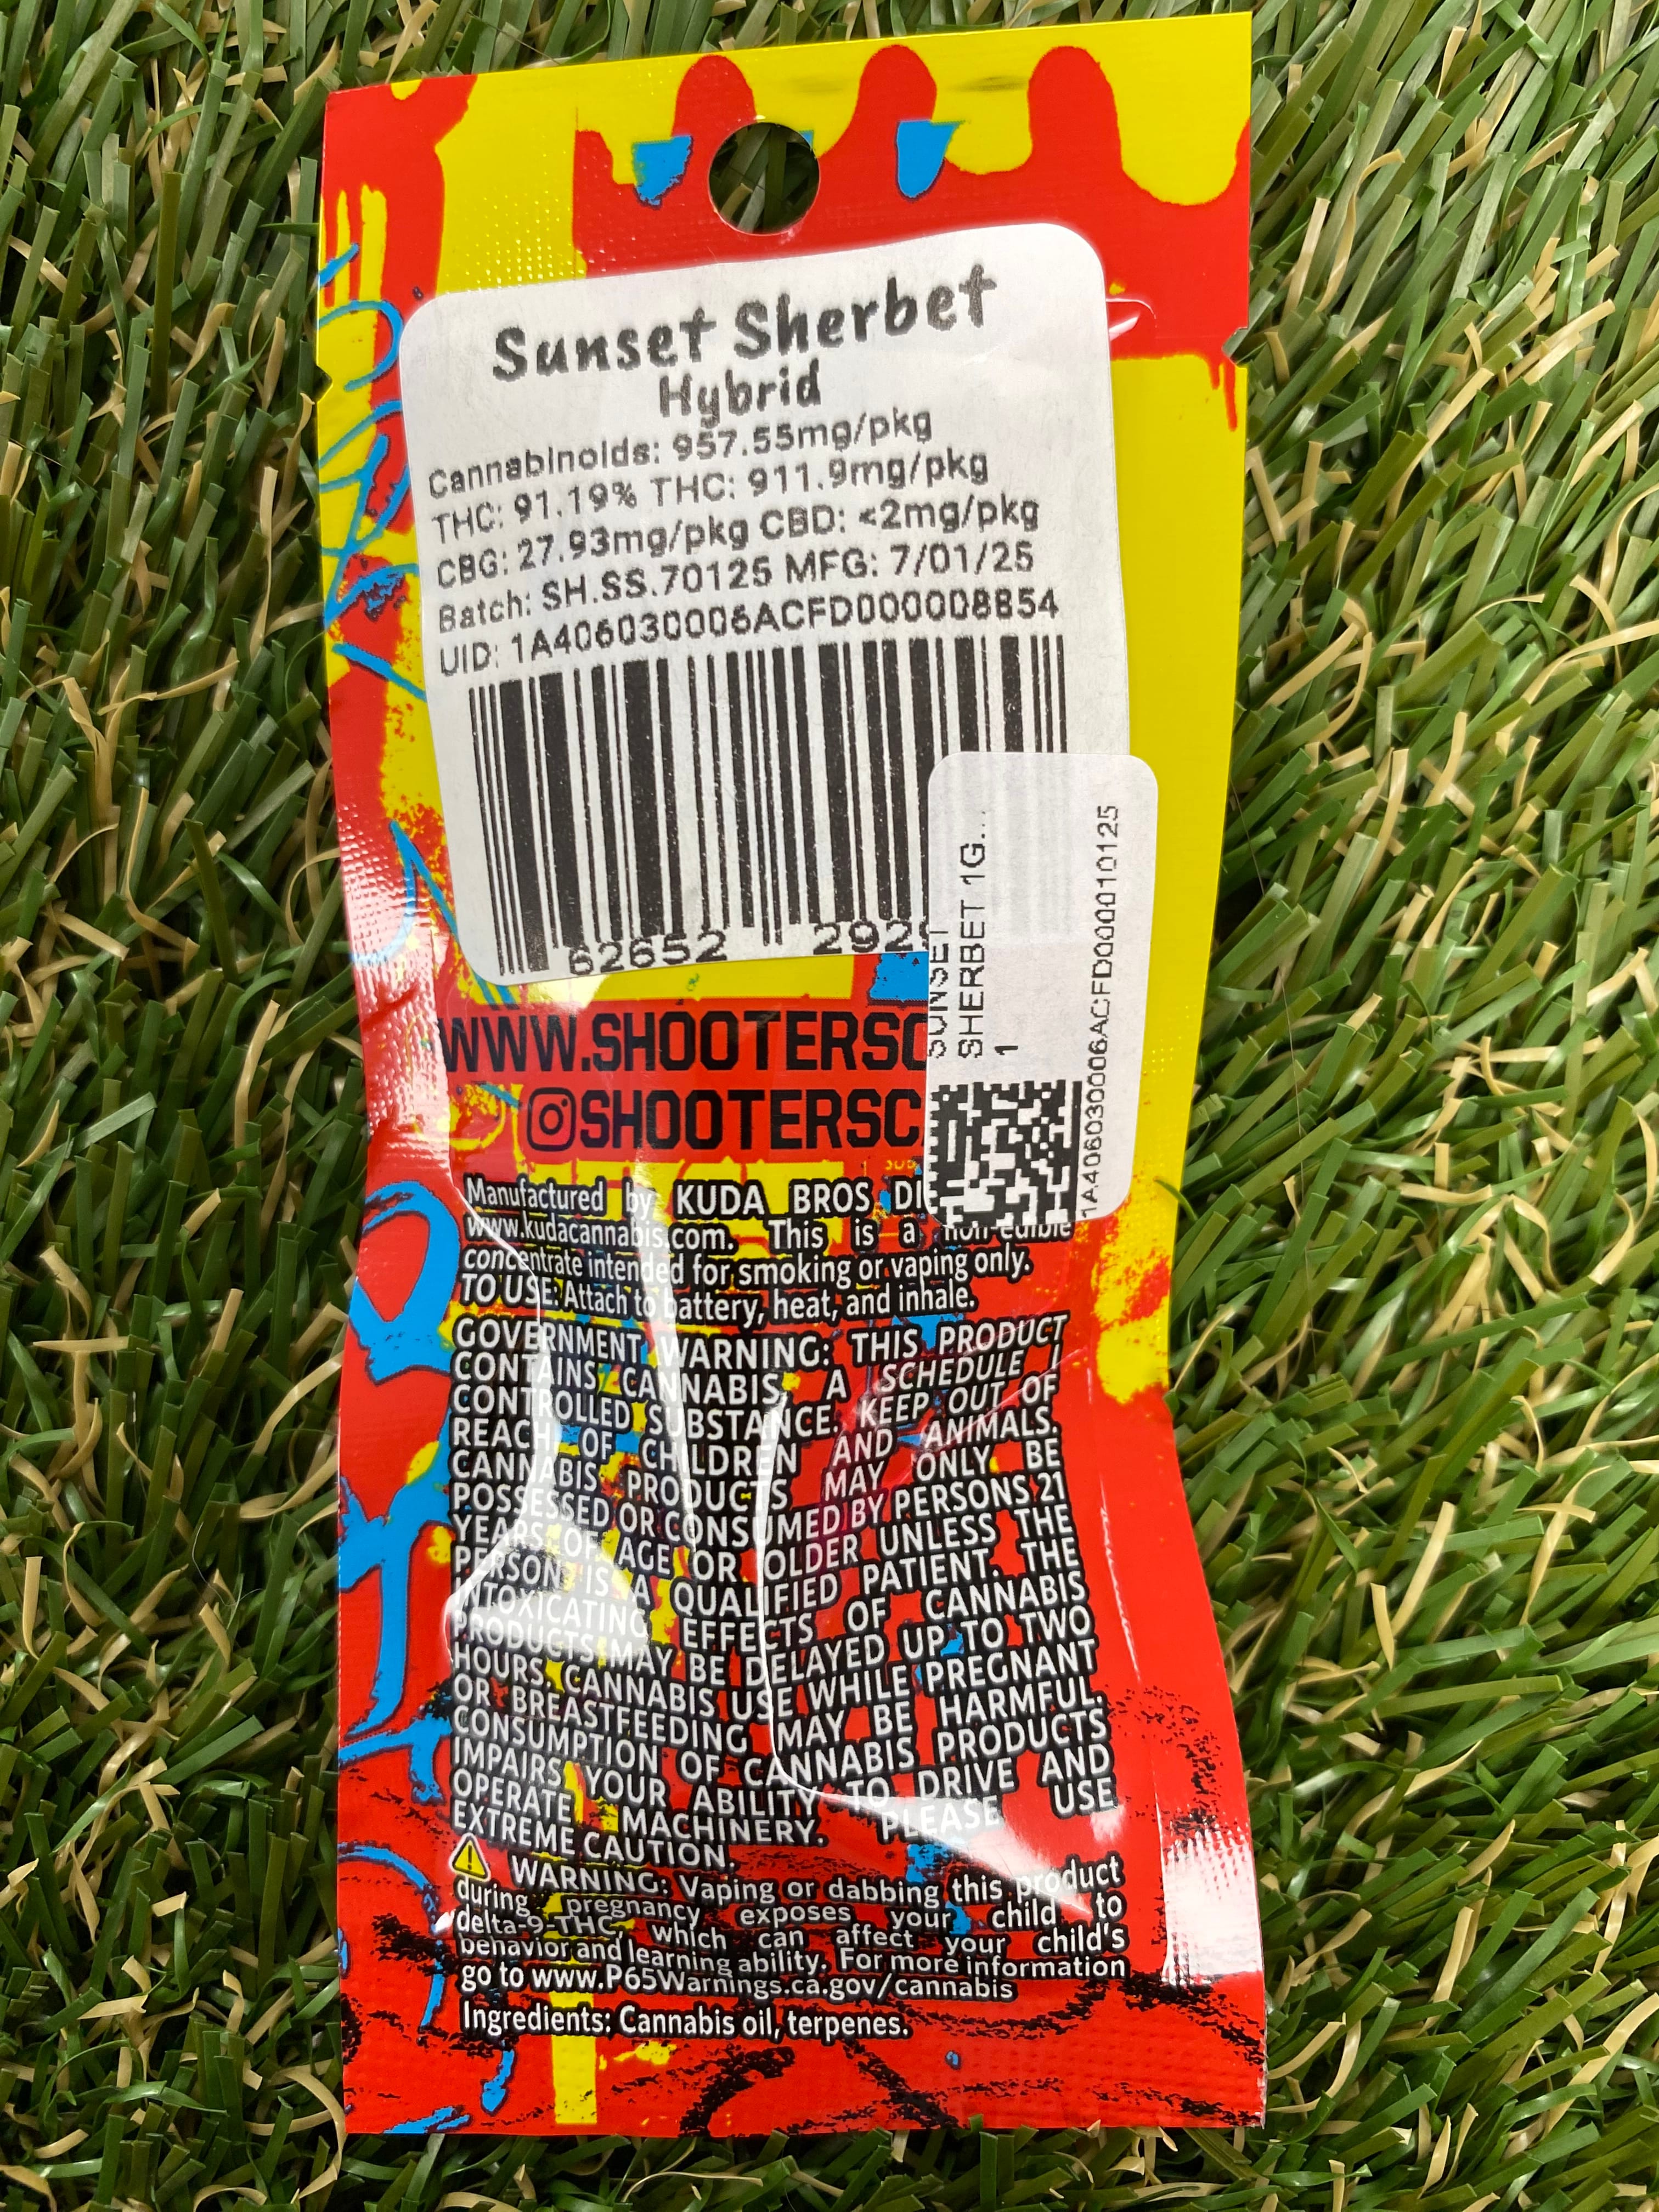 Sunset Sherbet
Hybrid
Cannabinoids: 957.55mg/pkg
THC: 91.19% THC: 911.9mg/pkg
CBG: 27.93mg/pkg CBD: <2mg/pkg
Batch: SH.SS.70125 MFG: 7/01/25
UID: 1A406030006ACFD000008854
62652 292
SUNSET
SHERBET 1G...
1
1A406030006ACFD000010125
WWW.SHOOTERSC
@SHOOTERSC
Manufactured by KUDA BROS DI
www.kudacannabis.com. This is a non-edible
concentrate intended for smoking or vaping only.
TO USE: Attach to battery, heat, and inhale.
GOVERNMENT WARNING: THIS PRODUCT
CONTAINS CANNABIS, A SCHEDULE I
CONTROLLED SUBSTANCE. KEEP OUT OF
REACH OF CHILDREN AND ANIMALS.
CANNABIS PRODUCTS MAY ONLY BE
POSSESSED OR CONSUMED BY PERSONS 21
YEARS OF AGE OR OLDER UNLESS THE
PERSON IS A QUALIFIED PATIENT. THE
INTOXICATING EFFECTS OF CANNABIS
PRODUCTS MAY BE DELAYED UP TO TWO
HOURS. CANNABIS USE WHILE PREGNANT
OR BREASTFEEDING MAY BE HARMFUL.
CONSUMPTION OF CANNABIS PRODUCTS
IMPAIRS YOUR ABILITY TO DRIVE AND
OPERATE MACHINERY. PLEASE USE
EXTREME CAUTION.
WARNING: Vaping or dabbing this product
during pregnancy exposes your child to
delta-9-THC, which can affect your child's
behavior and learning ability. For more information
go to www.P65Warnings.ca.gov/cannabis
Ingredients: Cannabis oil, terpenes.